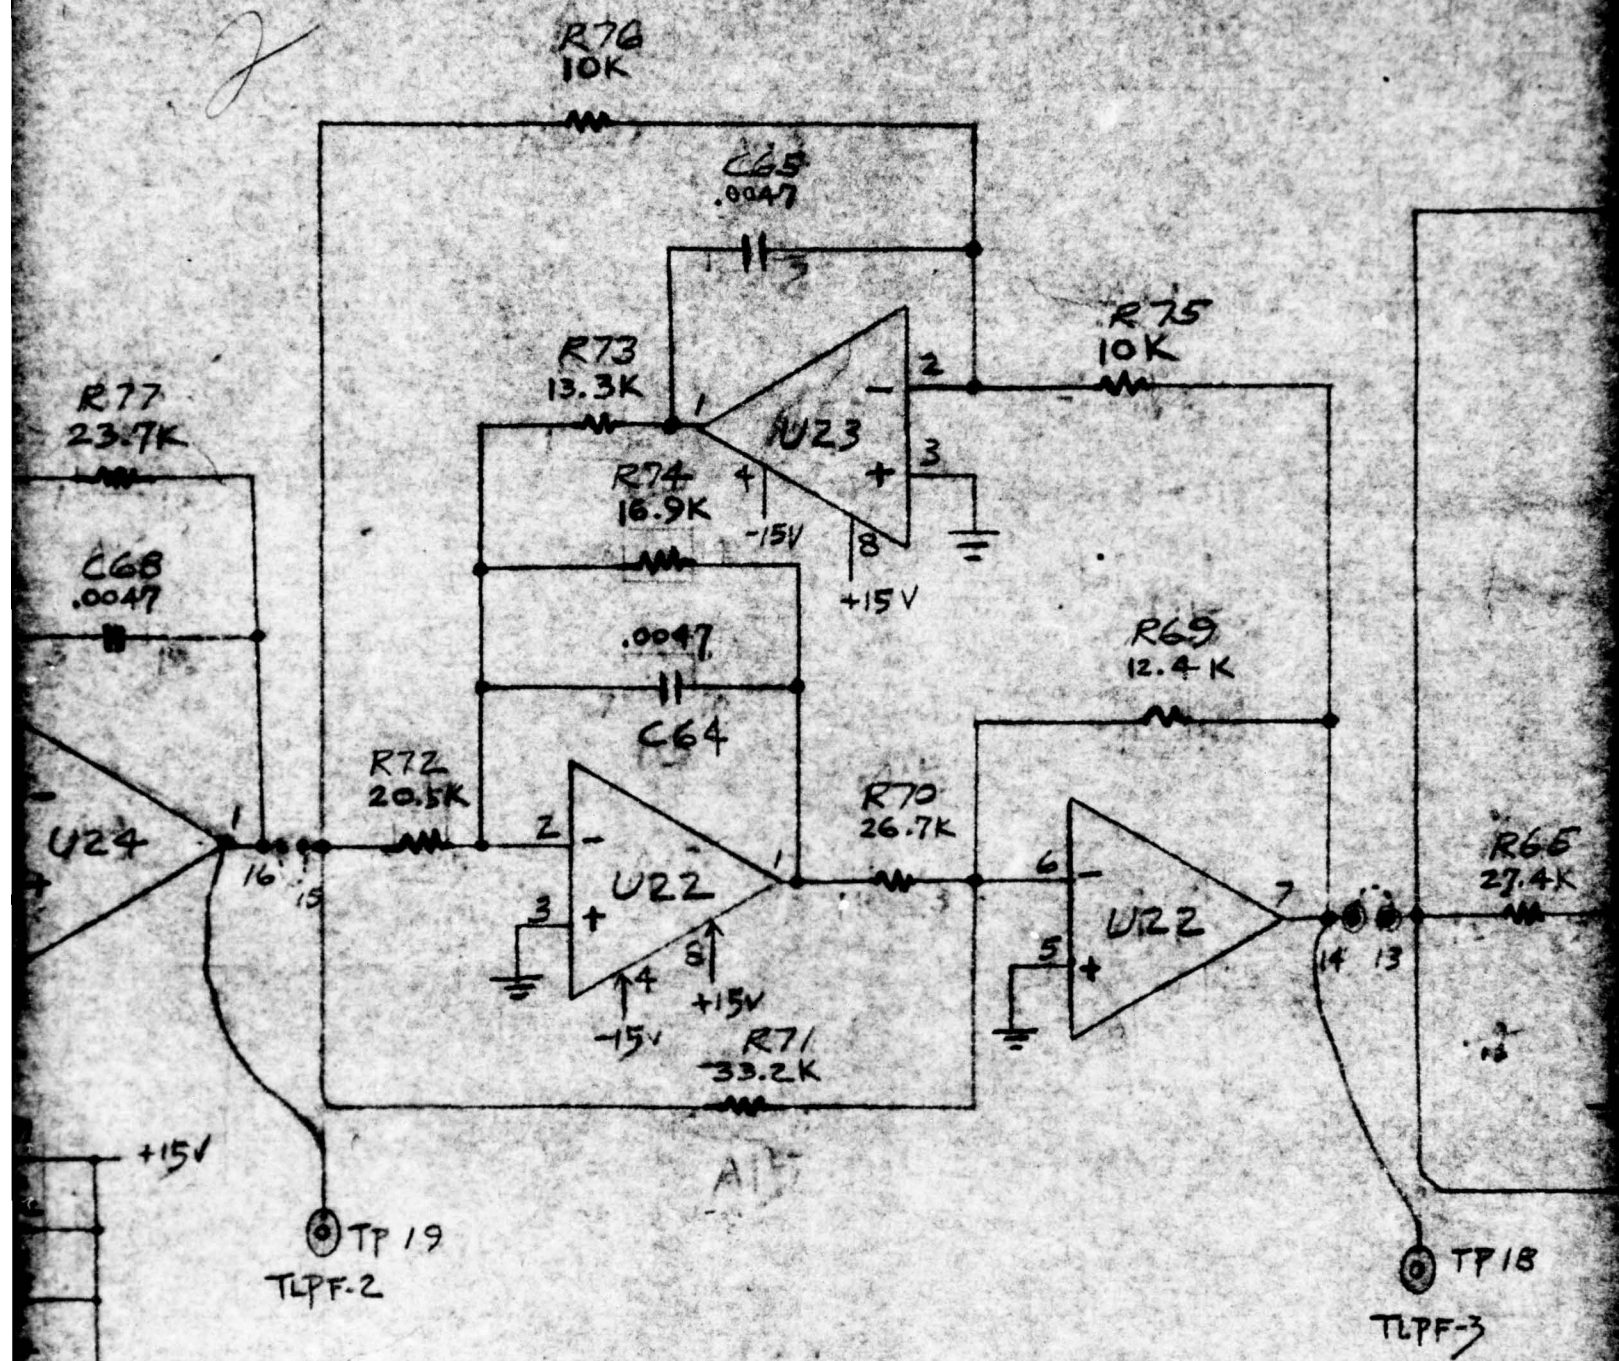 R76
10K
C65
.0047
R75
10K
R73
13.3K
2
-
1
U23
R77
23.7K
3
+
R74
16.9K
4
-15V
8
+15V
C68
.0047
.0047
C64
R69
12.4K
R72
20.5K
R70
26.7K
-
1
U24
+
16
15
2
-
1
U22
3
+
8
+15V
4
-15V
6
-
7
U22
5
+
14
13
27.4K
R71
33.2K
+15V
TP 19
TLPF-2
TP 18
TLPF-3